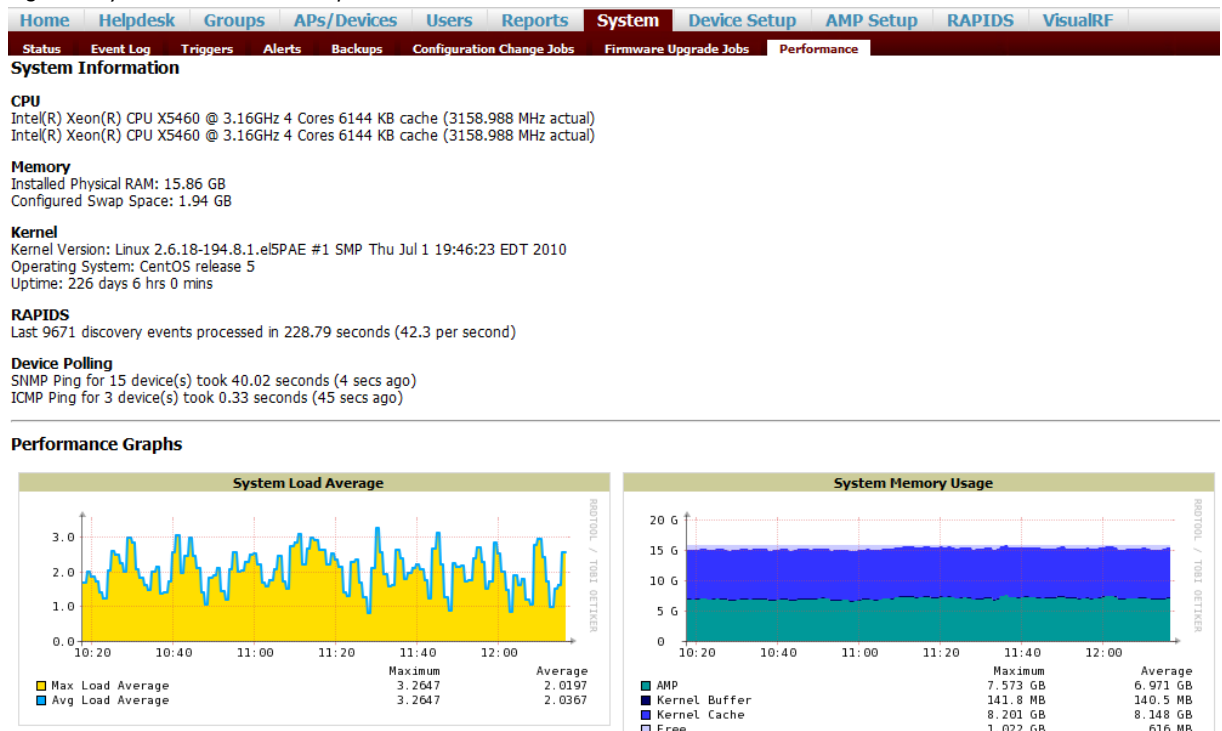 Home Helpdesk Groups APs/Devices Users Reports System Device Setup AMP Setup RAPIDS VisualRF
Status Event Log Triggers Alerts Backups Configuration Change Jobs Firmware Upgrade Jobs Performance
System Information
CPU
Intel(R) Xeon(R) CPU X5460 @ 3.16GHz 4 Cores 6144 KB cache (3158.988 MHz actual)
Intel(R) Xeon(R) CPU X5460 @ 3.16GHz 4 Cores 6144 KB cache (3158.988 MHz actual)
Memory
Installed Physical RAM: 15.86 GB
Configured Swap Space: 1.94 GB
Kernel
Kernel Version: Linux 2.6.18-194.8.1.el5PAE #1 SMP Thu Jul 1 19:46:23 EDT 2010
Operating System: CentOS release 5
Uptime: 226 days 6 hrs 0 mins
RAPIDS
Last 9671 discovery events processed in 228.79 seconds (42.3 per second)
Device Polling
SNMP Ping for 15 device(s) took 40.02 seconds (4 secs ago)
ICMP Ping for 3 device(s) took 0.33 seconds (45 secs ago)
Performance Graphs
System Load Average
3.0
2.0
1.0
0.0
10:20 10:40 11:00 11:20 11:40 12:00
Maximum Average
Max Load Average 3.2647 2.0197
Avg Load Average 3.2647 2.0367
RRDTOOL / TOBI OETIKER
System Memory Usage
20 G
15 G
10 G
5 G
0
10:20 10:40 11:00 11:20 11:40 12:00
Maximum Average
AMP 7.573 GB 6.971 GB
Kernel Buffer 141.8 MB 140.5 MB
Kernel Cache 8.201 GB 8.148 GB
Free 1.022 GB 616 MB
RRDTOOL / TOBI OETIKER